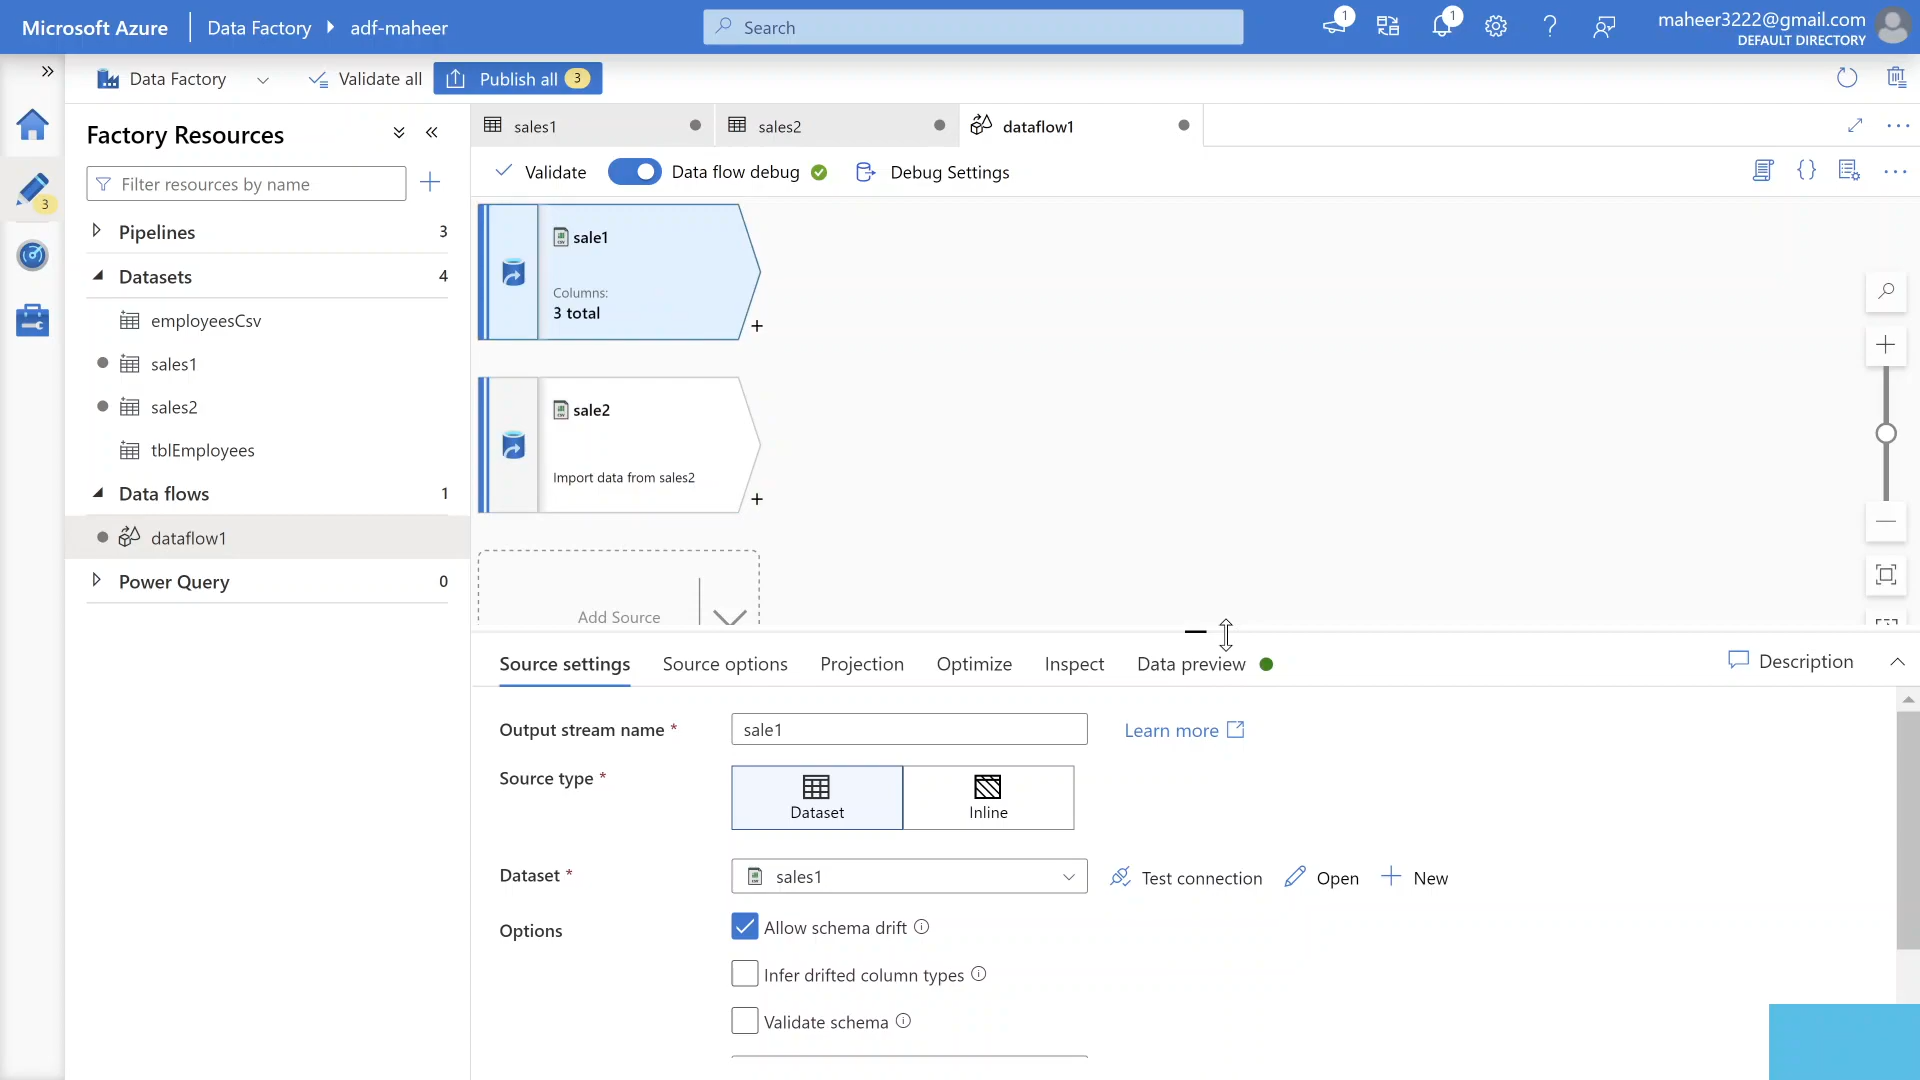 Microsoft Azure
Data Factory
adf-maheer
Search
1
1
maheer3222@gmail.com
DEFAULT DIRECTORY
Data Factory
Validate all
Publish all 3
Factory Resources
Filter resources by name
3
Pipelines 3
Datasets 4
employeesCsv
sales1
sales2
tblEmployees
Data flows 1
dataflow1
Power Query 0
sales1
sales2
dataflow1
Validate
Data flow debug
Debug Settings
sale1
Columns:
3 total
sale2
Import data from sales2
Add Source
Source settings
Source options
Projection
Optimize
Inspect
Data preview
Description
Output stream name *
sale1
Learn more
Source type *
Dataset
Inline
Dataset *
sales1
Test connection
Open
New
Options
Allow schema drift
Infer drifted column types
Validate schema